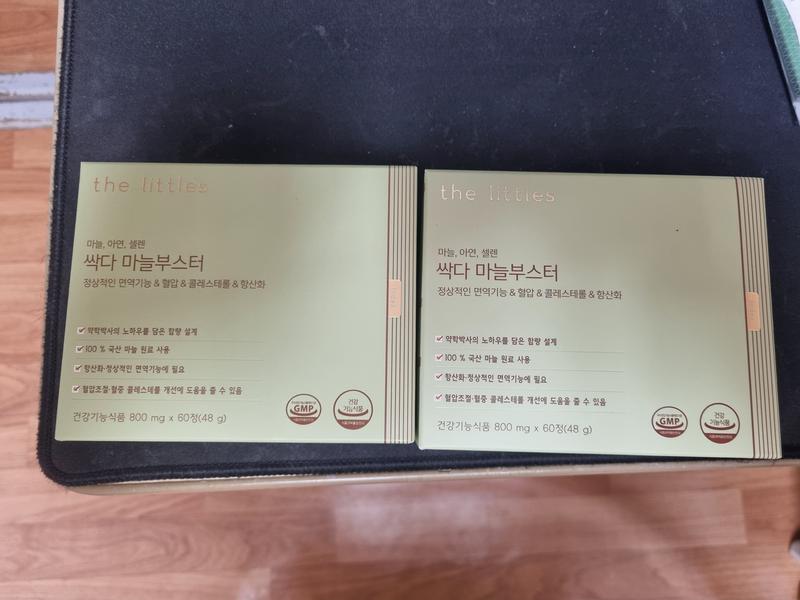 the littles
마늘, 아연, 셀렌
싹다 마늘부스터
정상적인 면역기능 & 혈압 & 콜레스테롤 & 항산화
약학박사의 노하우를 담은 함량 설계
100 % 국산 마늘 원료 사용
항산화·정상적인 면역기능에 필요
혈압조절·혈중 콜레스테롤 개선에 도움을 줄 수 있음
건강기능식품 800 mg x 60정(48 g)
GMP
건강
기능식품
the littles
마늘, 아연, 셀렌
싹다 마늘부스터
정상적인 면역기능 & 혈압 & 콜레스테롤 & 항산화
약학박사의 노하우를 담은 함량 설계
100 % 국산 마늘 원료 사용
항산화·정상적인 면역기능에 필요
혈압조절·혈중 콜레스테롤 개선에 도움을 줄 수 있음
건강기능식품 800 mg x 60정(48 g)
GMP
건강
기능식품